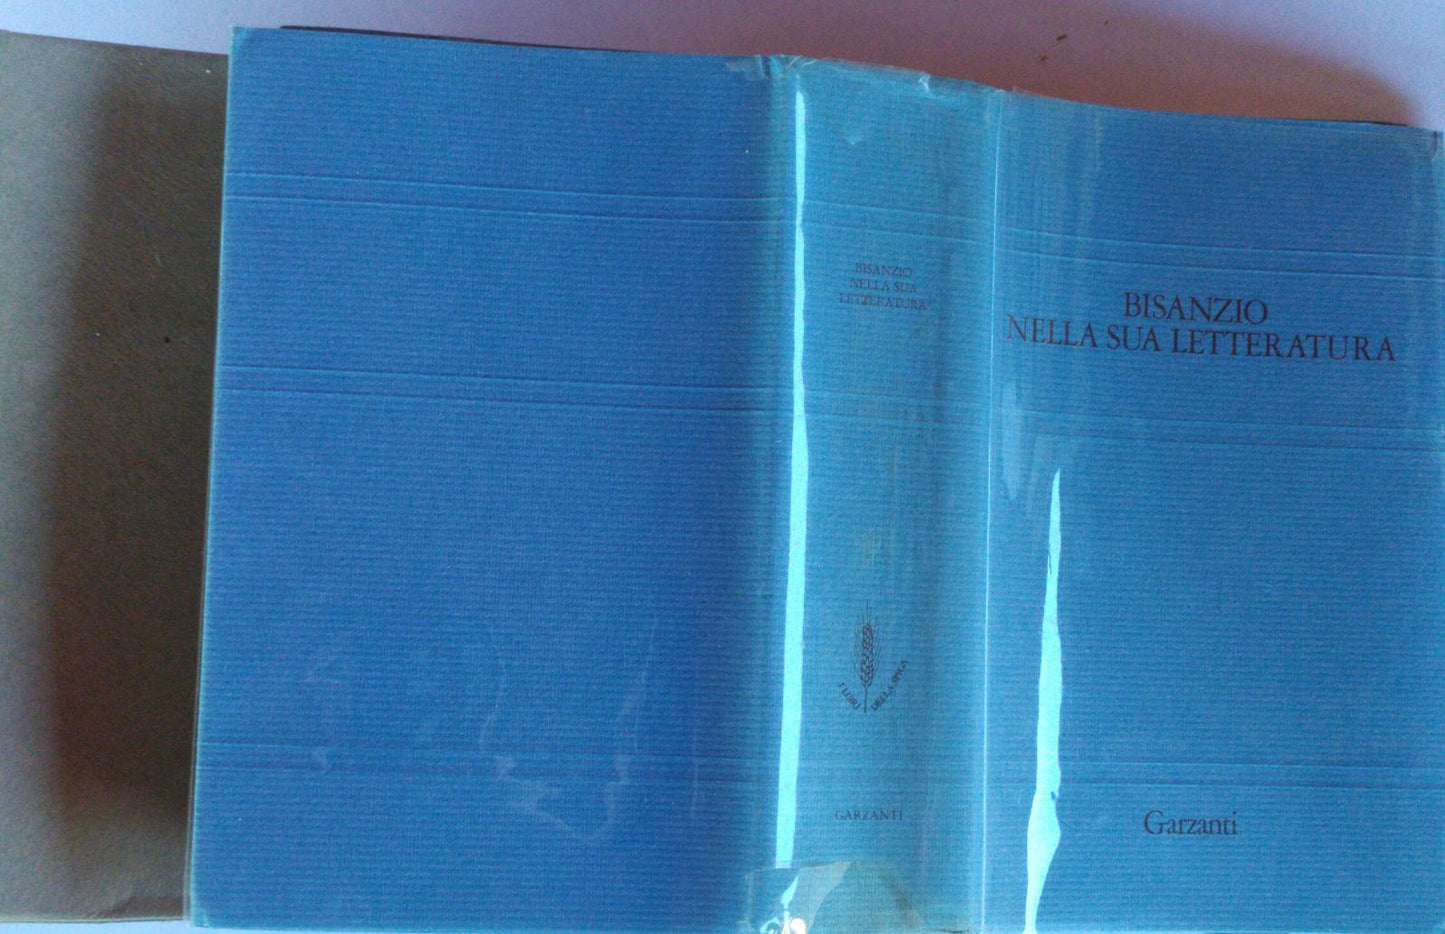 BISANZIO
NELLA SUA
LETTERATURA
I LIBRI DELLA SPIGA
GARZANTI
BISANZIO
NELLA SUA LETTERATURA
Garzanti